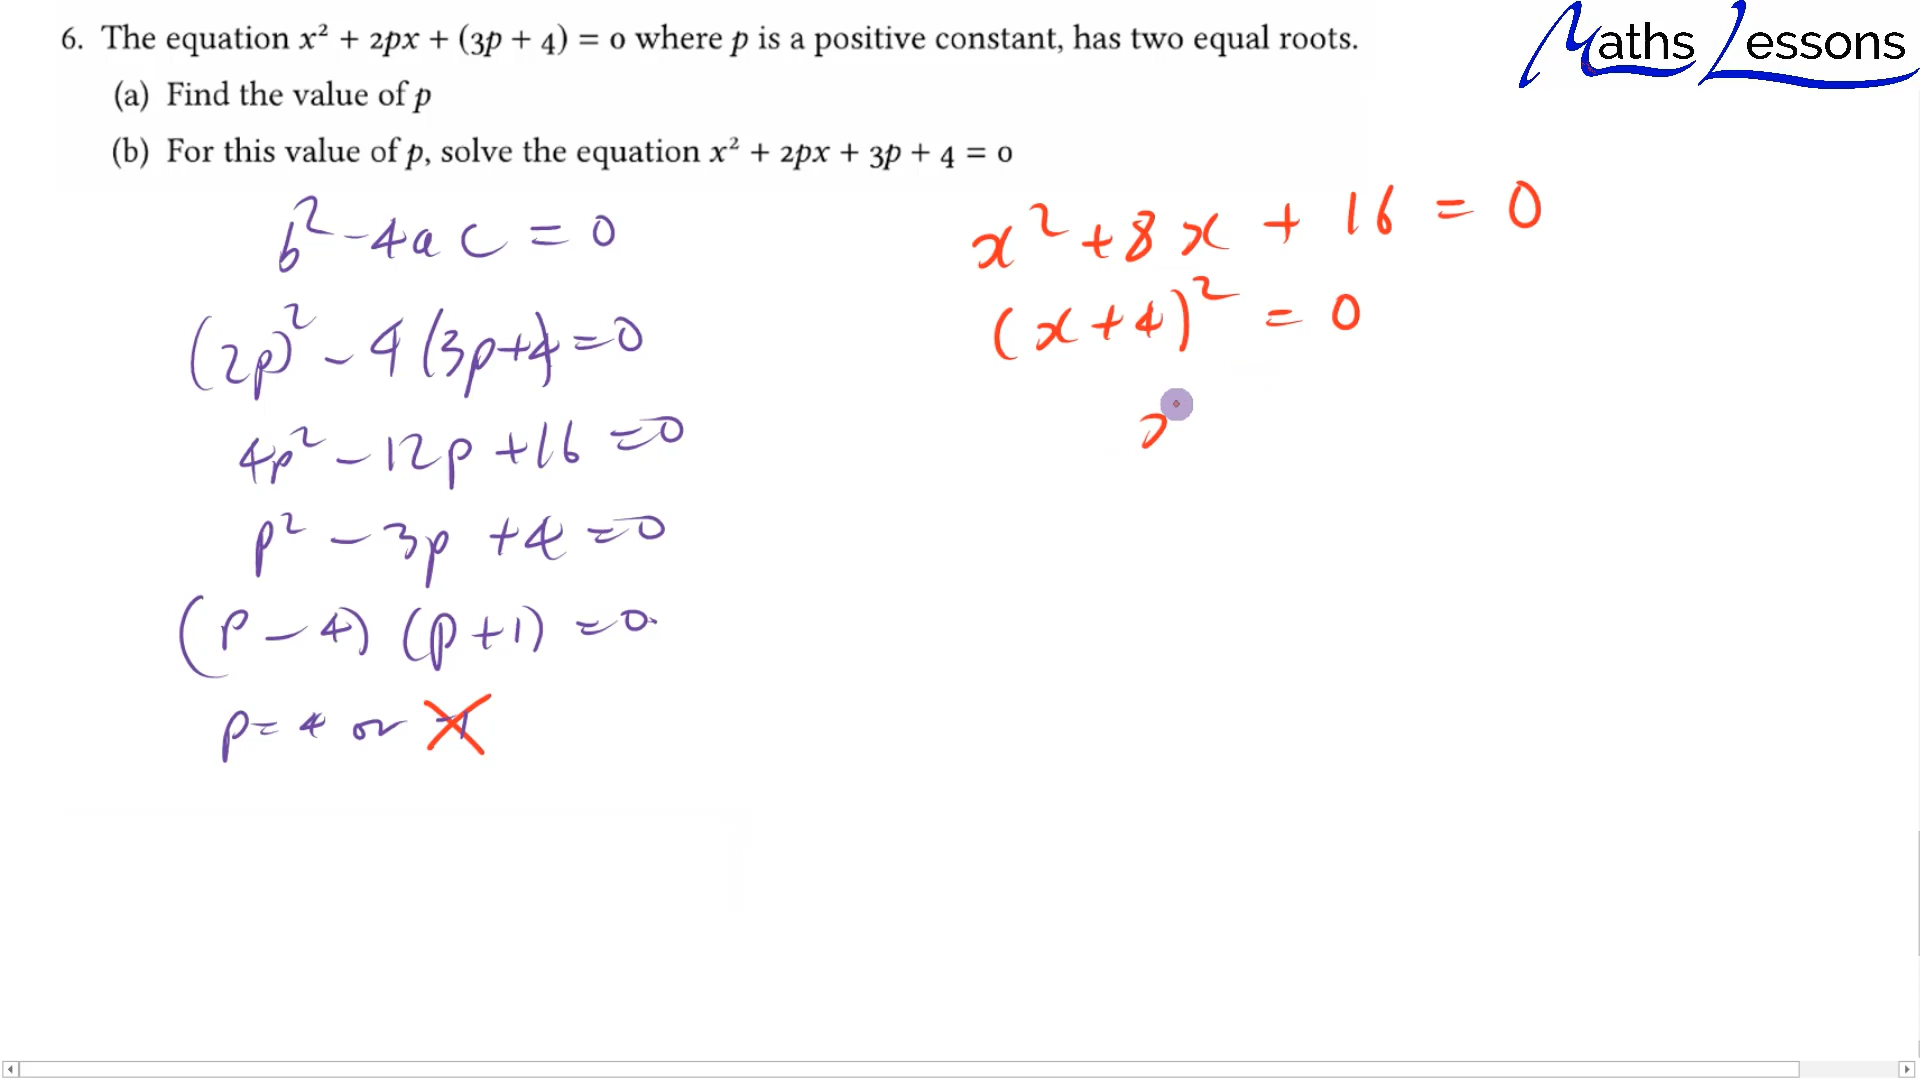 6. The equation x² + 2px + (3p + 4) = 0 where p is a positive constant, has two equal roots.
Maths Lessons
(a) Find the value of p
(b) For this value of p, solve the equation x² + 2px + 3p + 4 = 0
b² - 4ac = 0
(2p)² - 4(3p+4) = 0
4p² - 12p + 16 = 0
p² - 3p + 4 = 0
(p - 4) (p + 1) = 0
p = 4 or -1
x² + 8x + 16 = 0
(x + 4)² = 0